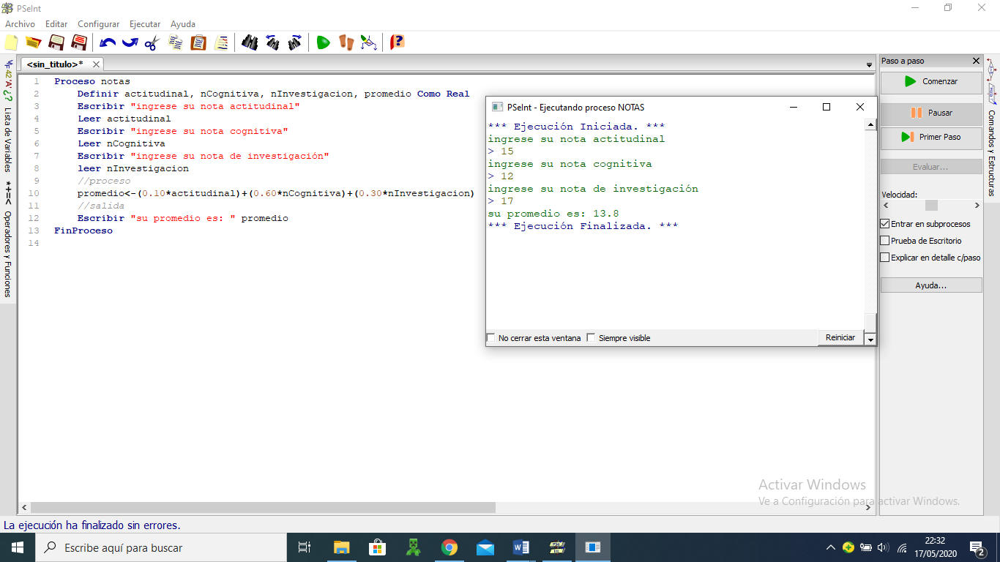 PSeInt
Archivo Editar Configurar Ejecutar Ayuda
<sin_titulo>*
1 Proceso notas
2 Definir actitudinal, nCognitiva, nInvestigacion, promedio Como Real
3 Escribir "ingrese su nota actitudinal"
4 Leer actitudinal
5 Escribir "ingrese su nota cognitiva"
6 Leer nCognitiva
7 Escribir "ingrese su nota de investigación"
8 leer nInvestigacion
9 //proceso
10 promedio<-(0.10*actitudinal)+(0.60*nCognitiva)+(0.30*nInvestigacion)
11 //salida
12 Escribir "su promedio es: " promedio
13 FinProceso
14
PSeInt - Ejecutando proceso NOTAS
*** Ejecución Iniciada. ***
ingrese su nota actitudinal
> 15
ingrese su nota cognitiva
> 12
ingrese su nota de investigación
> 17
su promedio es: 13.8
*** Ejecución Finalizada. ***
No cerrar esta ventana Siempre visible Reiniciar
Paso a paso
Comenzar
Pausar
Primer Paso
Evaluar...
Velocidad:
Entrar en subprocesos
Prueba de Escritorio
Explicar en detalle c/paso
Ayuda...
Lista de Variables
*+=< Operadores y Funciones
Comandos y Estructuras
Activar Windows
Ve a Configuración para activar Windows.
La ejecución ha finalizado sin errores.
Escribe aquí para buscar
22:32
17/05/2020
2